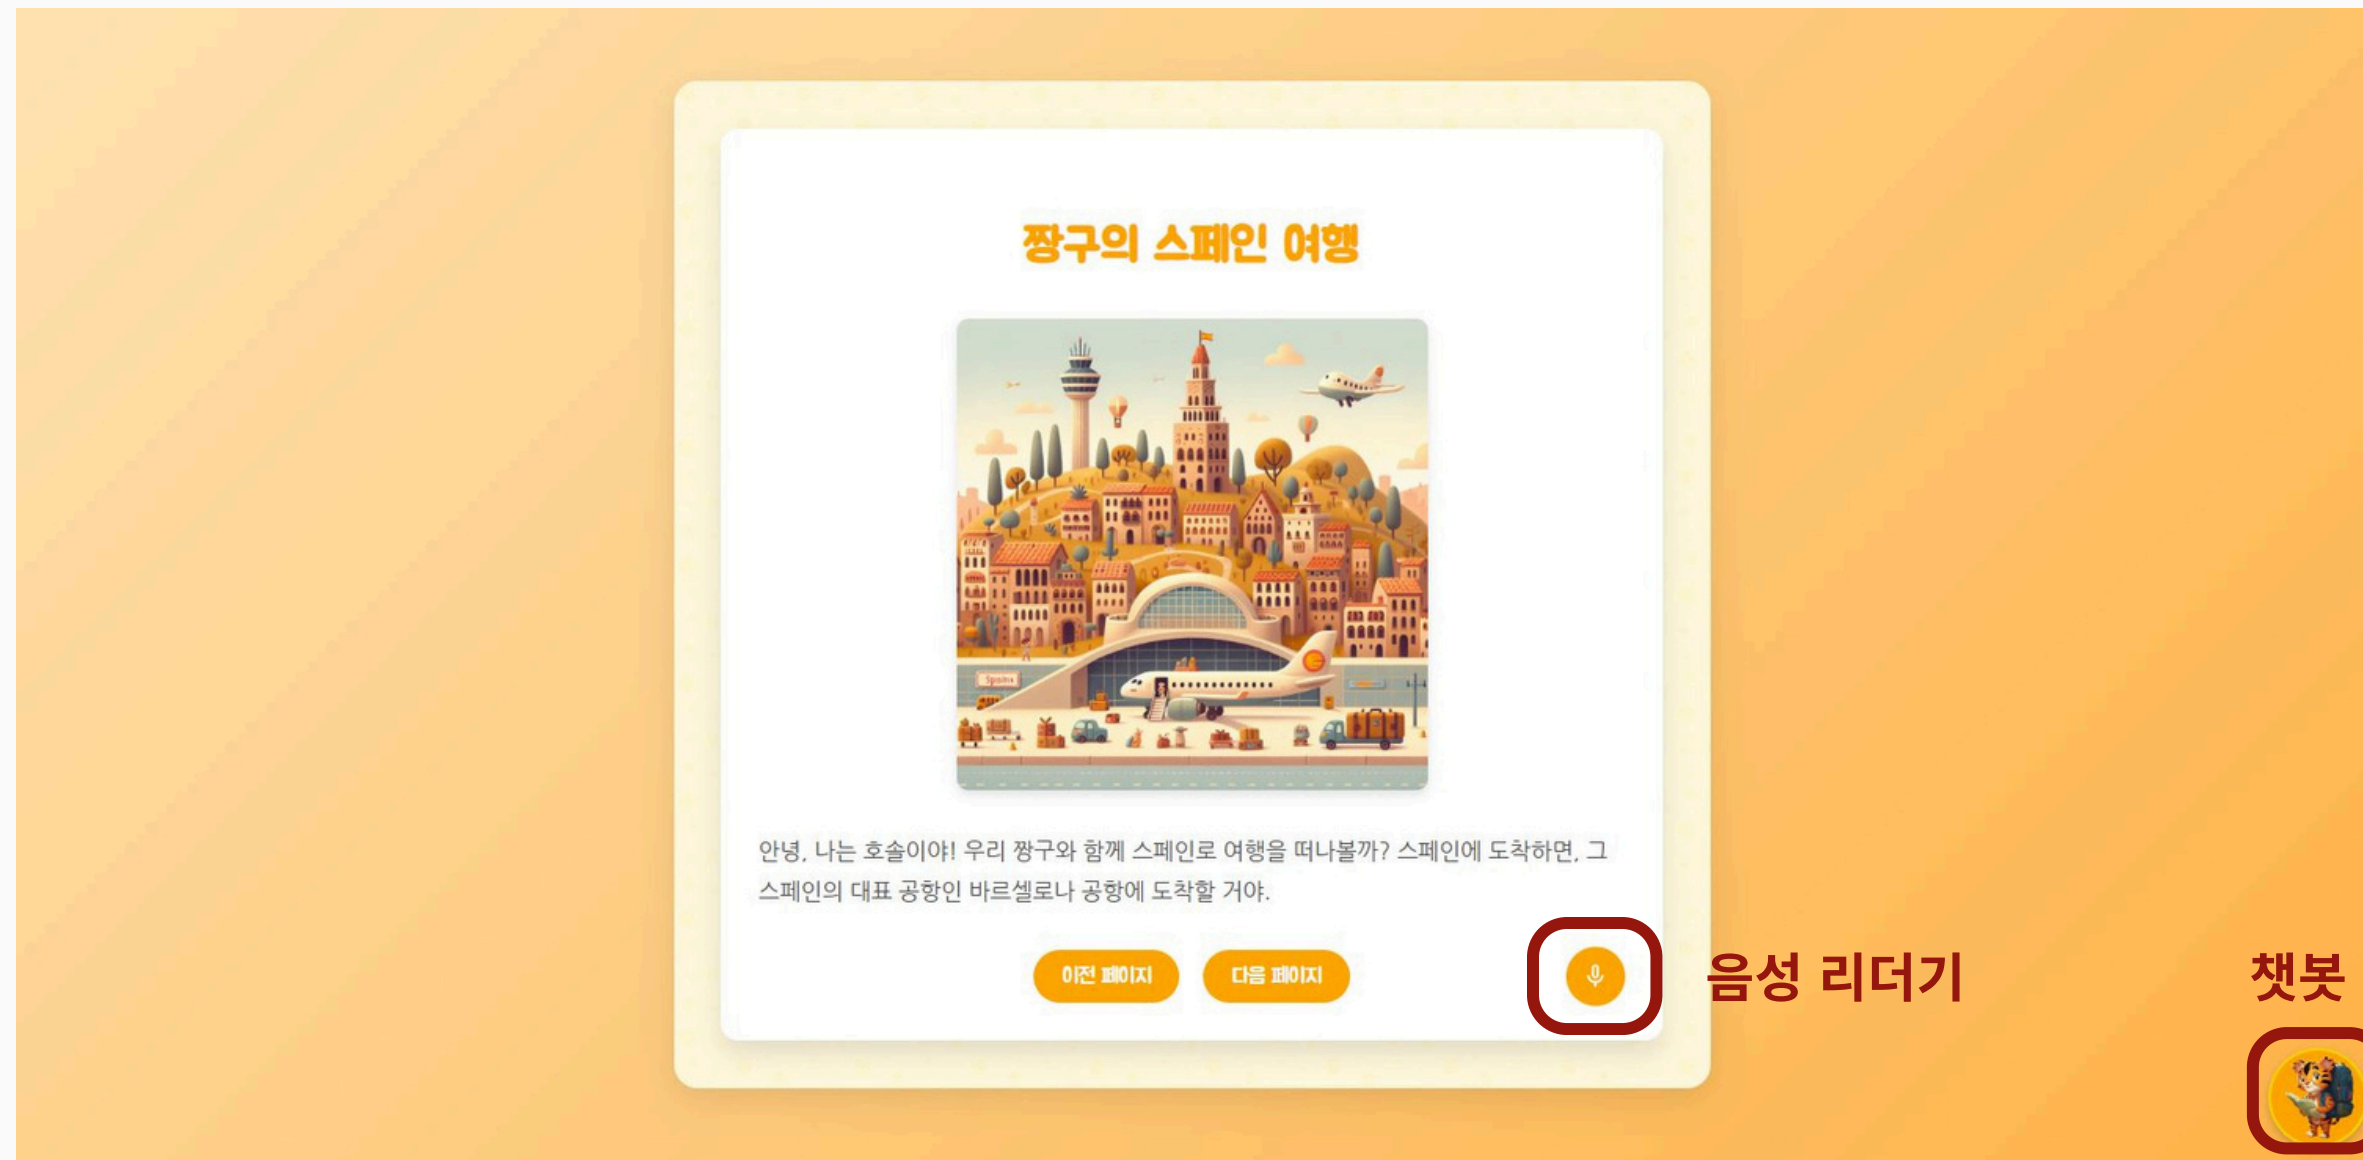 짱구의 스페인 여행
Spains
안녕, 나는 호솔이야! 우리 짱구와 함께 스페인로 여행을 떠나볼까? 스페인에 도착하면, 그
스페인의 대표 공항인 바르셀로나 공항에 도착할 거야.
이전 페이지
다음 페이지
음성 리더기
챗봇